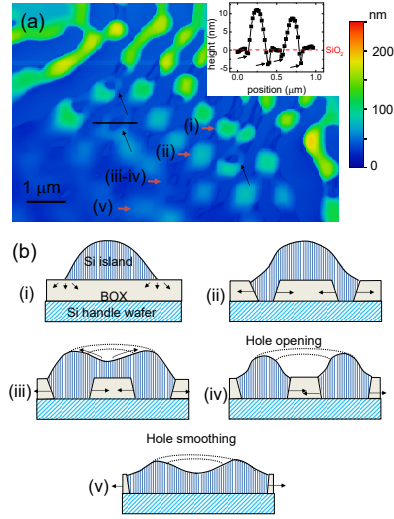 (a)
nm
200
100
0
height (nm)
10
5
0
-5
0.0
0.5
1.0
position (μm)
SiO2
(i)
(ii)
(iii-iv)
(v)
1 μm
(b)
Si island
BOX
Si handle wafer
(i)
(ii)
Hole opening
(iii)
(iv)
Hole smoothing
(v)